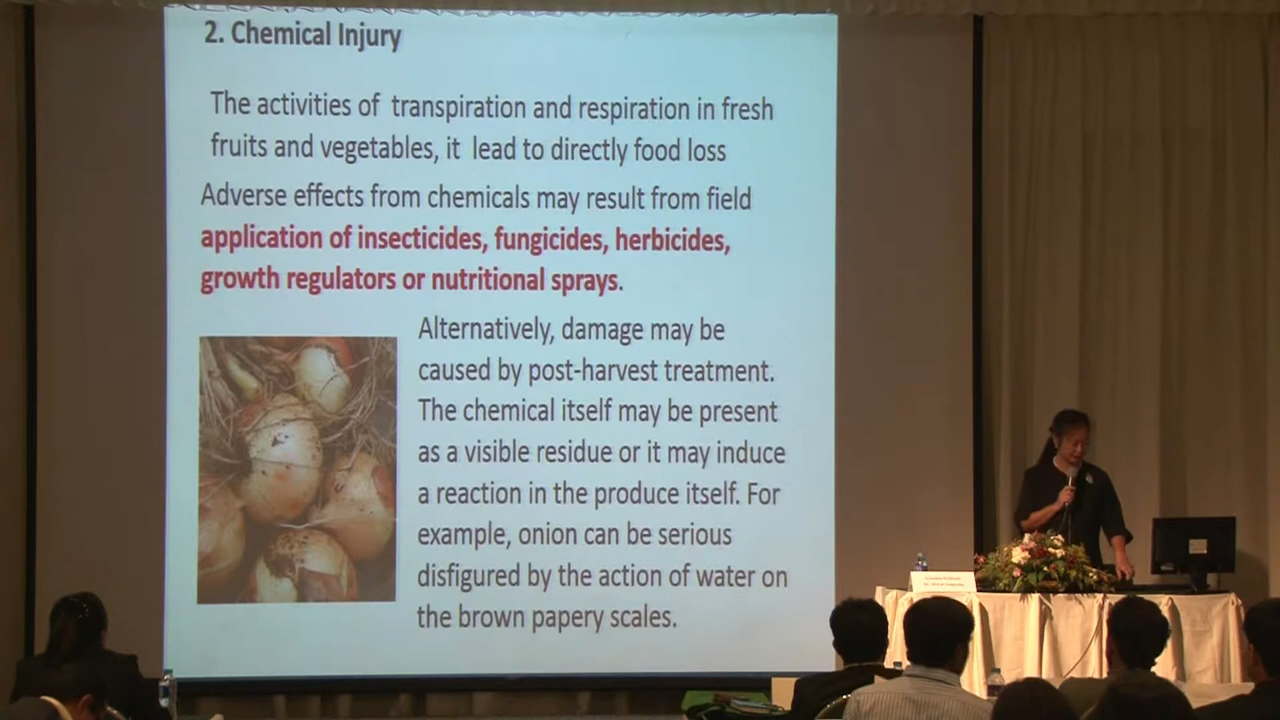 2. Chemical Injury
The activities of transpiration and respiration in fresh
fruits and vegetables, it lead to directly food loss
Adverse effects from chemicals may result from field
application of insecticides, fungicides, herbicides,
growth regulators or nutritional sprays.
Alternatively, damage may be
caused by post-harvest treatment.
The chemical itself may be present
as a visible residue or it may induce
a reaction in the produce itself. For
example, onion can be serious
disfigured by the action of water on
the brown papery scales.